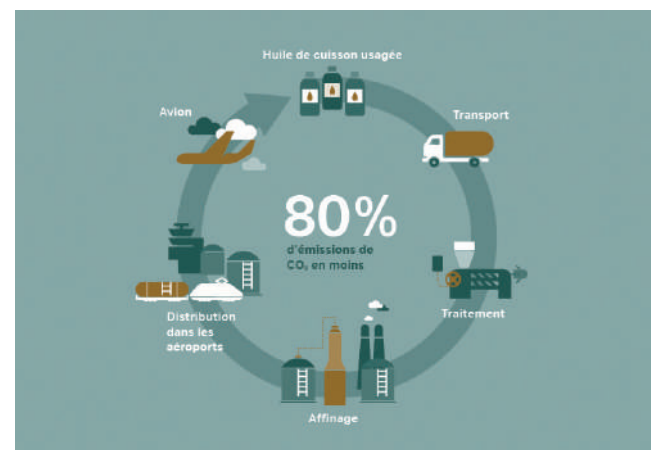 Huile de cuisson usagée
Transport
Traitement
Affinage
Distribution
dans les
aéroports
Avion
80%
d'émissions de
CO₂ en moins